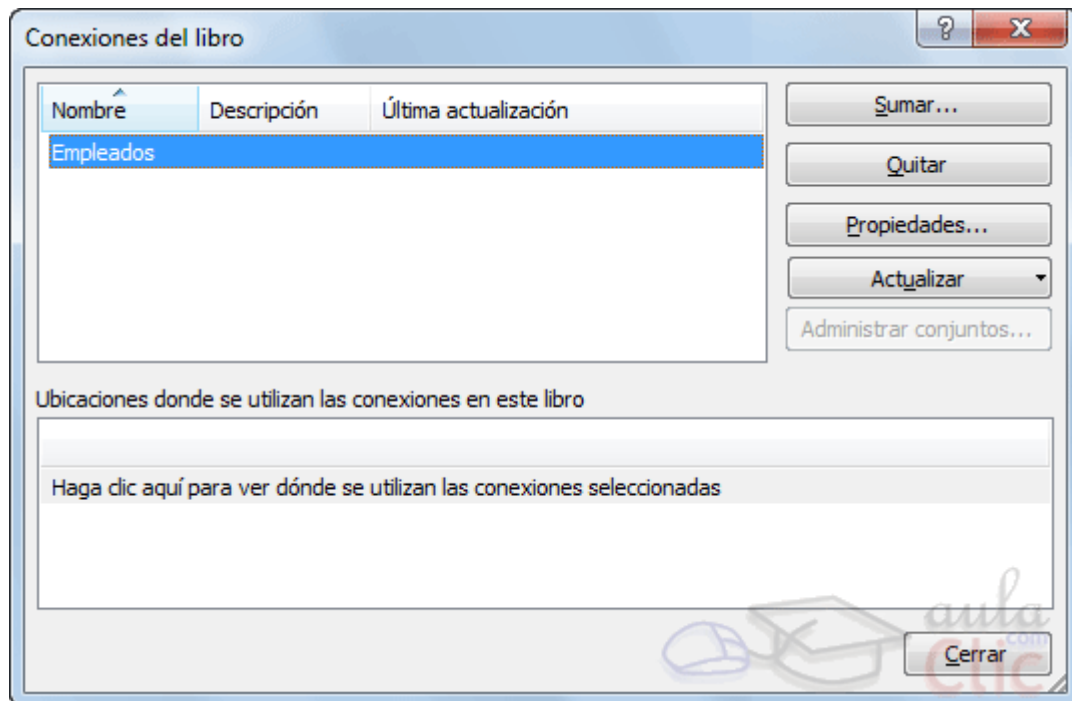 Conexiones del libro
Nombre Descripción Última actualización
Empleados
Sumar...
Quitar
Propiedades...
Actualizar
Administrar conjuntos...
Ubicaciones donde se utilizan las conexiones en este libro
Haga clic aquí para ver dónde se utilizan las conexiones seleccionadas
aula
.com
Clic
Cerrar